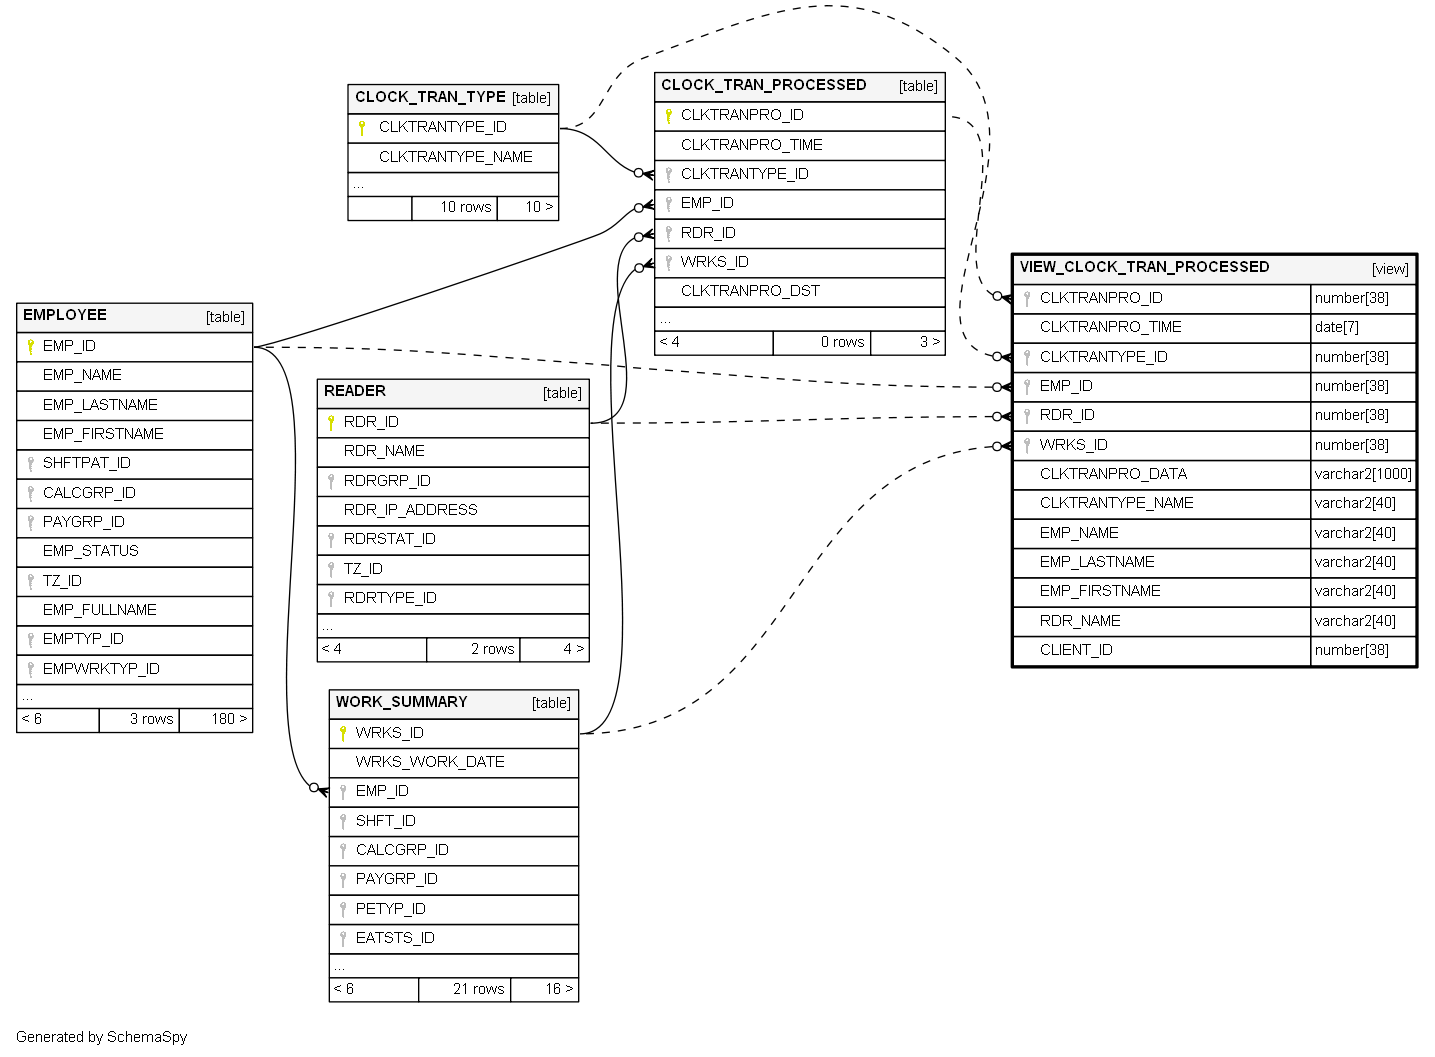 CLOCK_TRAN_TYPE [table]
CLKTRANTYPE_ID
CLKTRANTYPE_NAME
...
10 rows 10 >
CLOCK_TRAN_PROCESSED [table]
CLKTRANPRO_ID
CLKTRANPRO_TIME
CLKTRANTYPE_ID
EMP_ID
RDR_ID
WRKS_ID
CLKTRANPRO_DST
...
< 4 0 rows 3 >
EMPLOYEE [table]
EMP_ID
EMP_NAME
EMP_LASTNAME
EMP_FIRSTNAME
SHFTPAT_ID
CALCGRP_ID
PAYGRP_ID
EMP_STATUS
TZ_ID
EMP_FULLNAME
EMPTYP_ID
EMPWRKTYP_ID
...
< 6 3 rows 180 >
READER [table]
RDR_ID
RDR_NAME
RDRGRP_ID
RDR_IP_ADDRESS
RDRSTAT_ID
TZ_ID
RDRTYPE_ID
...
< 4 2 rows 4 >
WORK_SUMMARY [table]
WRKS_ID
WRKS_WORK_DATE
EMP_ID
SHFT_ID
CALCGRP_ID
PAYGRP_ID
PETYP_ID
EATSTS_ID
...
< 6 21 rows 16 >
VIEW_CLOCK_TRAN_PROCESSED [view]
CLKTRANPRO_ID number[38]
CLKTRANPRO_TIME date[7]
CLKTRANTYPE_ID number[38]
EMP_ID number[38]
RDR_ID number[38]
WRKS_ID number[38]
CLKTRANPRO_DATA varchar2[1000]
CLKTRANTYPE_NAME varchar2[40]
EMP_NAME varchar2[40]
EMP_LASTNAME varchar2[40]
EMP_FIRSTNAME varchar2[40]
RDR_NAME varchar2[40]
CLIENT_ID number[38]
Generated by SchemaSpy